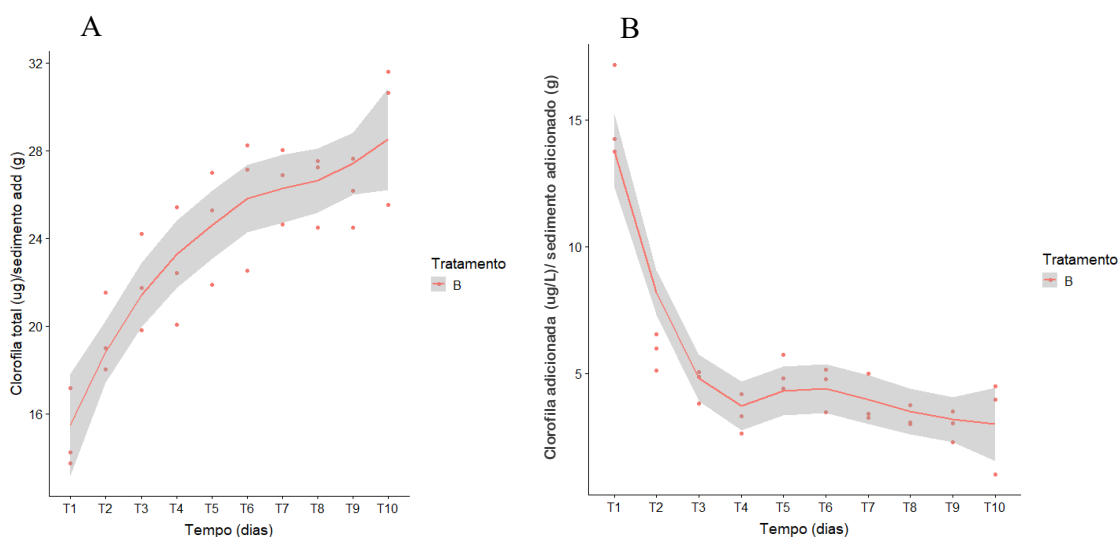 A
Clorofila total (ug)/sedimento add (g)
32
28
24
20
16
T1 T2 T3 T4 T5 T6 T7 T8 T9 T10
Tempo (dias)
Tratamento
B
B
Clorofila adicionada (ug/L)/ sedimento adicionado (g)
15
10
5
T1 T2 T3 T4 T5 T6 T7 T8 T9 T10
Tempo (dias)
Tratamento
B